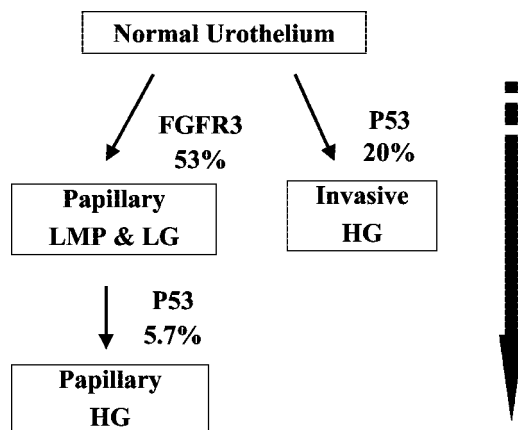 Normal Urothelium
FGFR3
53%
P53
20%
Papillary
LMP & LG
Invasive
HG
P53
5.7%
Papillary
HG